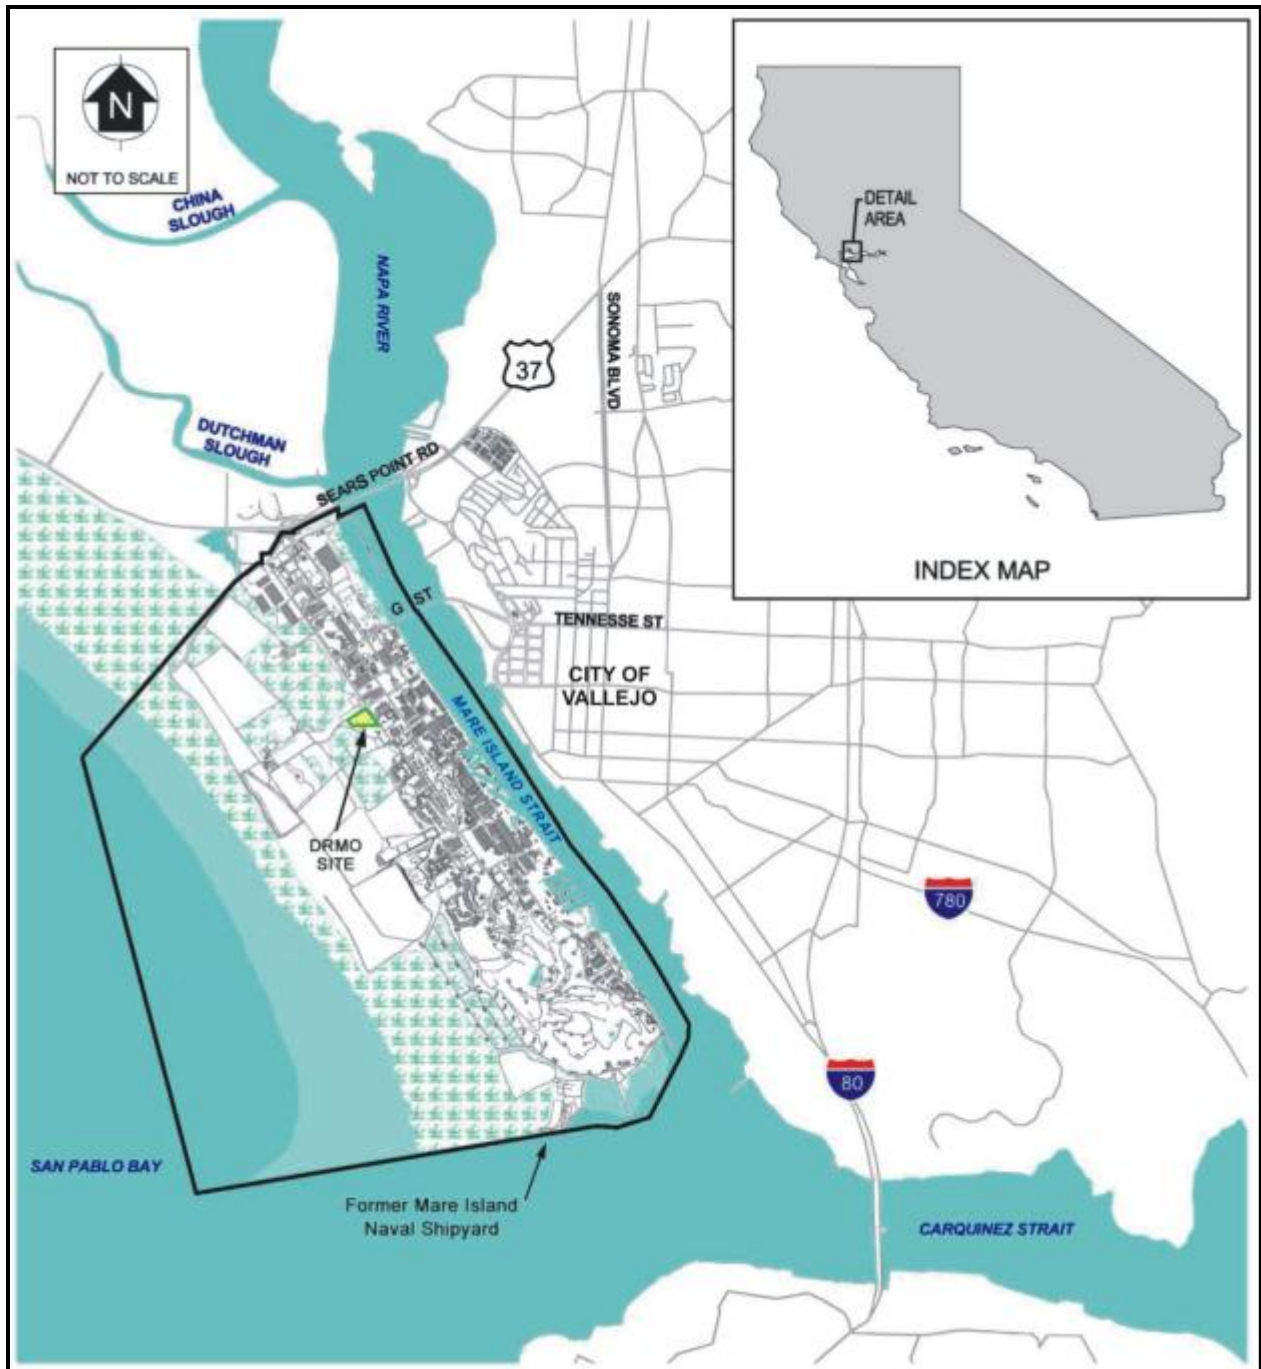 N
NOT TO SCALE
CHINA
SLOUGH
NAPA RIVER
DUTCHMAN
SLOUGH
SEARS POINT RD
37
SONOMA BLVD
DETAIL
AREA
INDEX MAP
G ST
TENNESSE ST
CITY OF
VALLEJO
MARE ISLAND STRAIT
DRMO
SITE
780
80
SAN PABLO BAY
Former Mare Island
Naval Shipyard
CARQUINEZ STRAIT